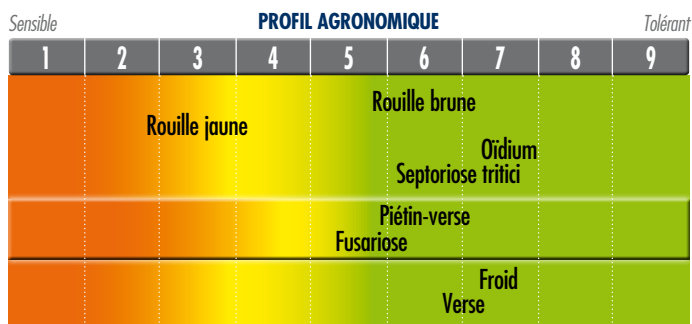 Sensible PROFIL AGRONOMIQUE Tolérant
1 2 3 4 5 6 7 8 9
Rouille brune
Rouille jaune
Oïdium
Septoriose tritici
Piétin-verse
Fusariose
Froid
Verse